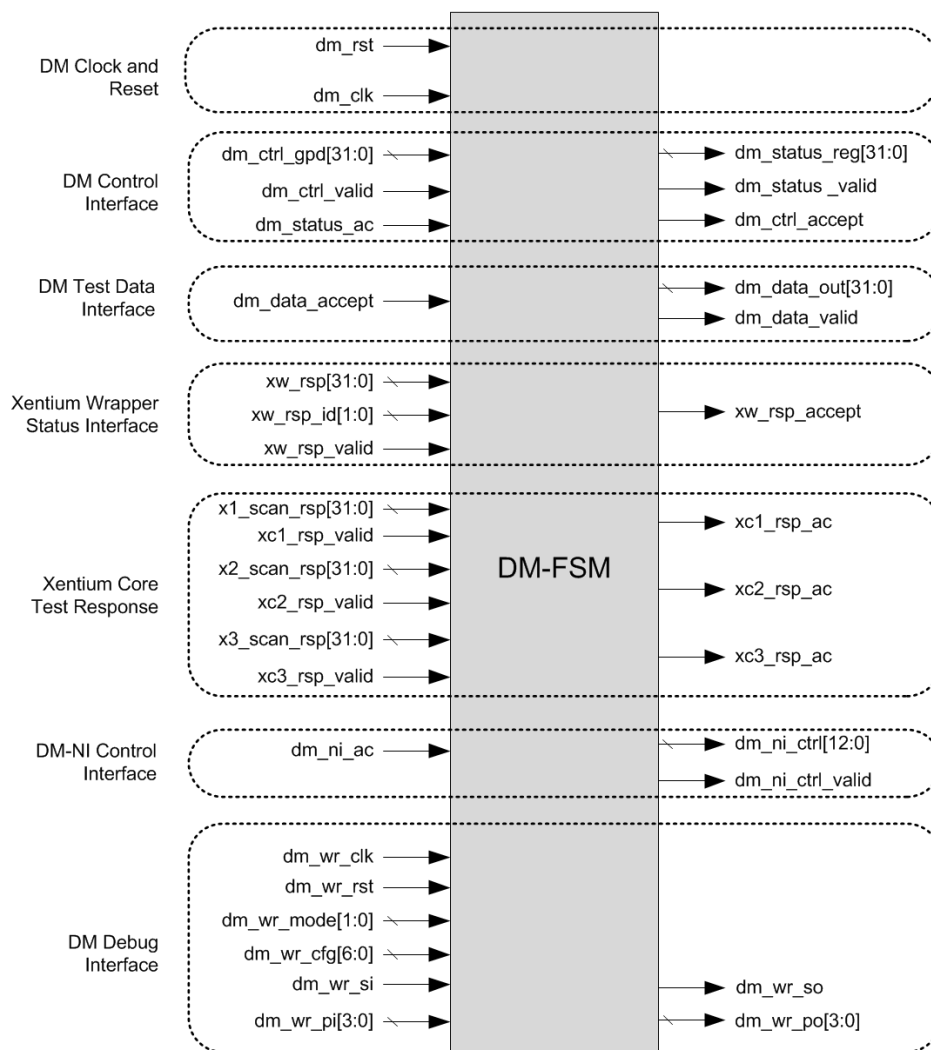 DM Clock and
Reset
dm_rst
dm_clk
DM Control
Interface
dm_ctrl_gpd[31:0]
dm_ctrl_valid
dm_status_ac
dm_status_reg[31:0]
dm_status _valid
dm_ctrl_accept
DM Test Data
Interface
dm_data_accept
dm_data_out[31:0]
dm_data_valid
Xentium Wrapper
Status Interface
xw_rsp[31:0]
xw_rsp_id[1:0]
xw_rsp_valid
xw_rsp_accept
Xentium Core
Test Response
x1_scan_rsp[31:0]
xc1_rsp_valid
x2_scan_rsp[31:0]
xc2_rsp_valid
x3_scan_rsp[31:0]
xc3_rsp_valid
DM-FSM
xc1_rsp_ac
xc2_rsp_ac
xc3_rsp_ac
DM-NI Control
Interface
dm_ni_ac
dm_ni_ctrl[12:0]
dm_ni_ctrl_valid
DM Debug
Interface
dm_wr_clk
dm_wr_rst
dm_wr_mode[1:0]
dm_wr_cfg[6:0]
dm_wr_si
dm_wr_pi[3:0]
dm_wr_so
dm_wr_po[3:0]